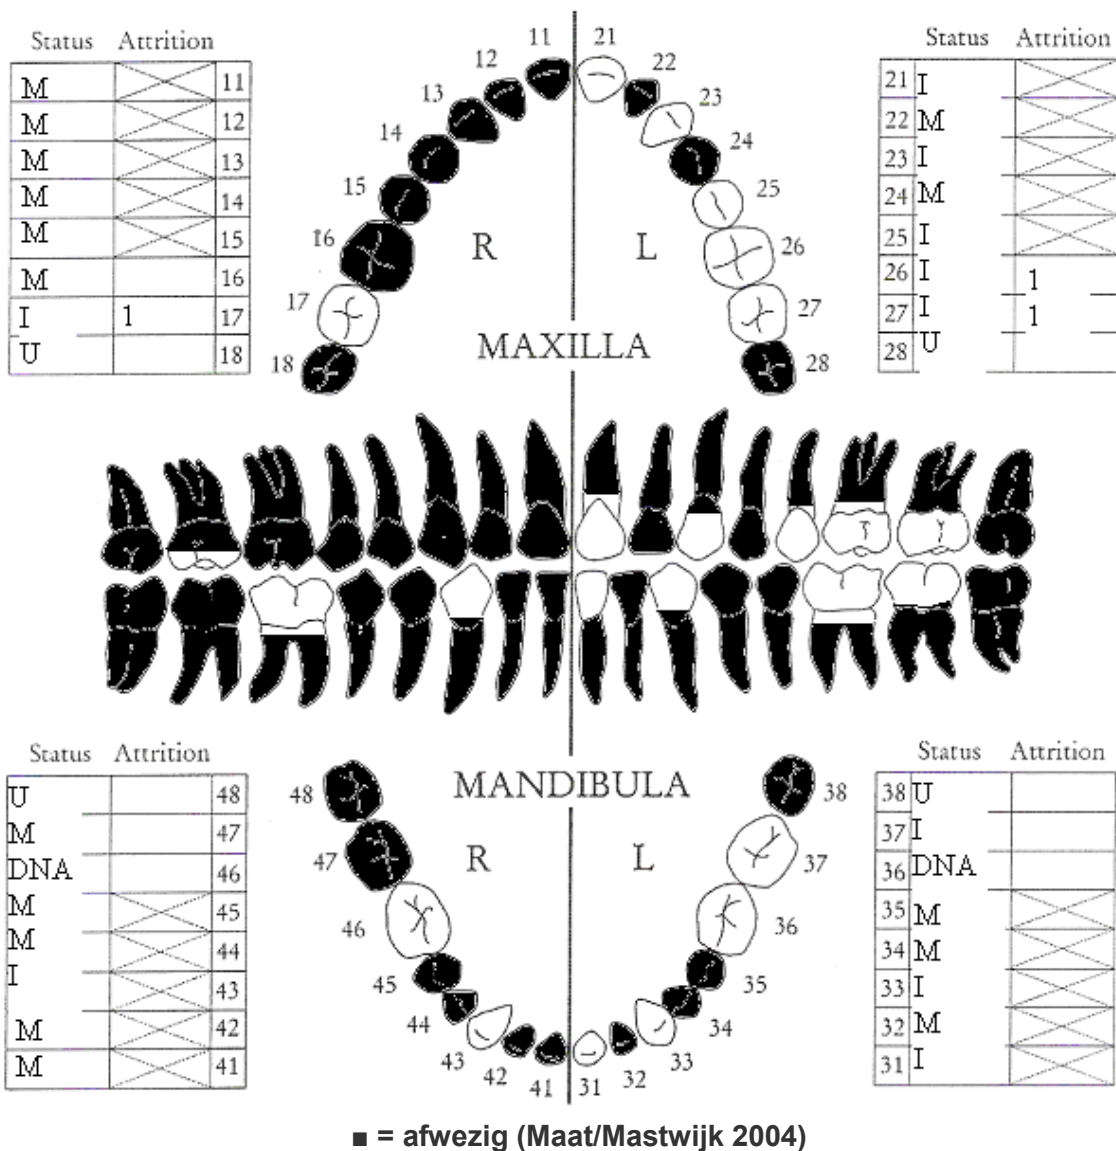 Status Attrition
M 11
M 12
M 13
M 14
M 15
M 16
I 1 17
U 18
11
12
13
14
15
16
17
18
R
21
22
23
24
25
26
27
28
L
MAXILLA
Status Attrition
21 I
22 M
23 I
24 M
25 I
26 I 1
27 I 1
28 U
Status Attrition
U 48
M 47
DNA 46
M 45
M 44
I 43
M 42
M 41
MANDIBULA
48
47
46
45
44
43
42
41
R
L
38
37
36
35
34
33
32
31
Status Attrition
38 U
37 I
36 DNA
35 M
34 M
33 I
32 M
31 I
■ = afwezig (Maat/Mastwijk 2004)